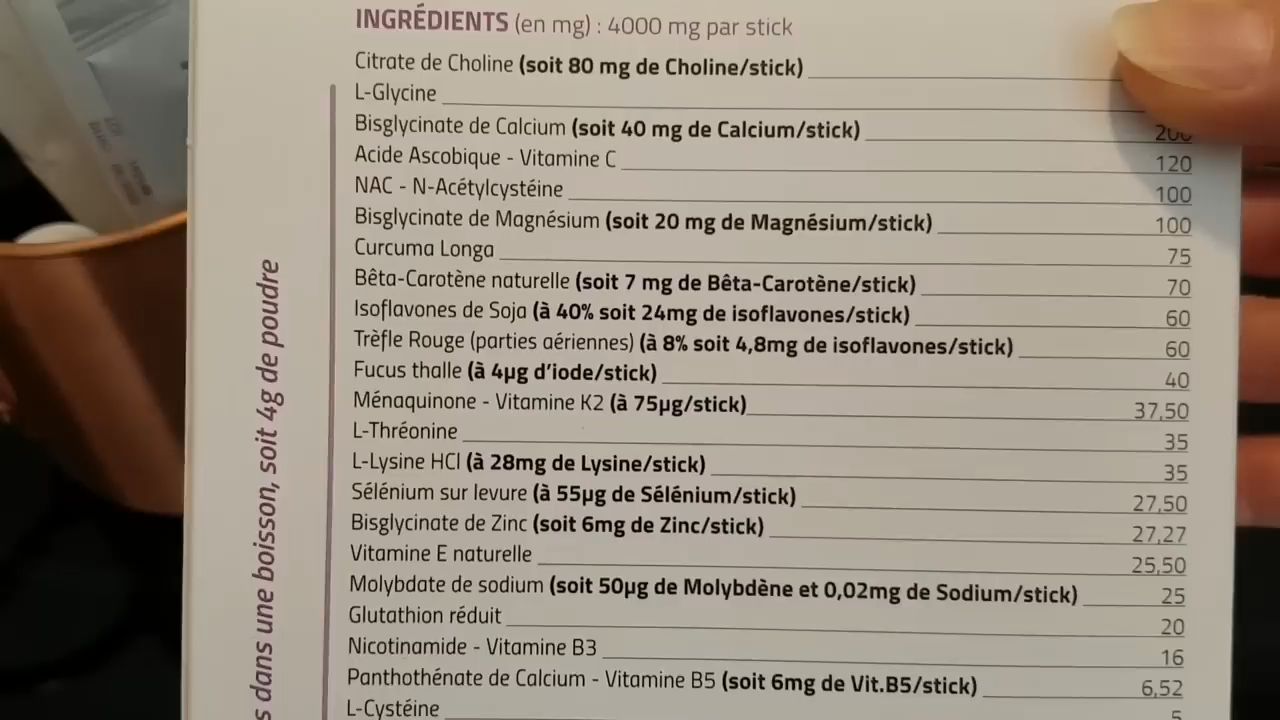 INGRÉDIENTS (en mg) : 4000 mg par stick
Citrate de Choline (soit 80 mg de Choline/stick)
L-Glycine
Bisglycinate de Calcium (soit 40 mg de Calcium/stick) 200
Acide Ascobique - Vitamine C 120
NAC - N-Acétylcystéine 100
Bisglycinate de Magnésium (soit 20 mg de Magnésium/stick) 100
Curcuma Longa 75
Bêta-Carotène naturelle (soit 7 mg de Bêta-Carotène/stick) 70
Isoflavones de Soja (à 40% soit 24mg de isoflavones/stick) 60
Trèfle Rouge (parties aériennes) (à 8% soit 4,8mg de isoflavones/stick) 60
Fucus thalle (à 4µg d'iode/stick) 40
Ménaquinone - Vitamine K2 (à 75µg/stick) 37,50
L-Thréonine 35
L-Lysine HCl (à 28mg de Lysine/stick) 35
Sélénium sur levure (à 55µg de Sélénium/stick) 27,50
Bisglycinate de Zinc (soit 6mg de Zinc/stick) 27,27
Vitamine E naturelle 25,50
Molybdate de sodium (soit 50µg de Molybdène et 0,02mg de Sodium/stick) 25
Glutathion réduit 20
Nicotinamide - Vitamine B3 16
Panthothénate de Calcium - Vitamine B5 (soit 6mg de Vit.B5/stick) 6,52
L-Cystéine 5
s dans une boisson, soit 4g de poudre